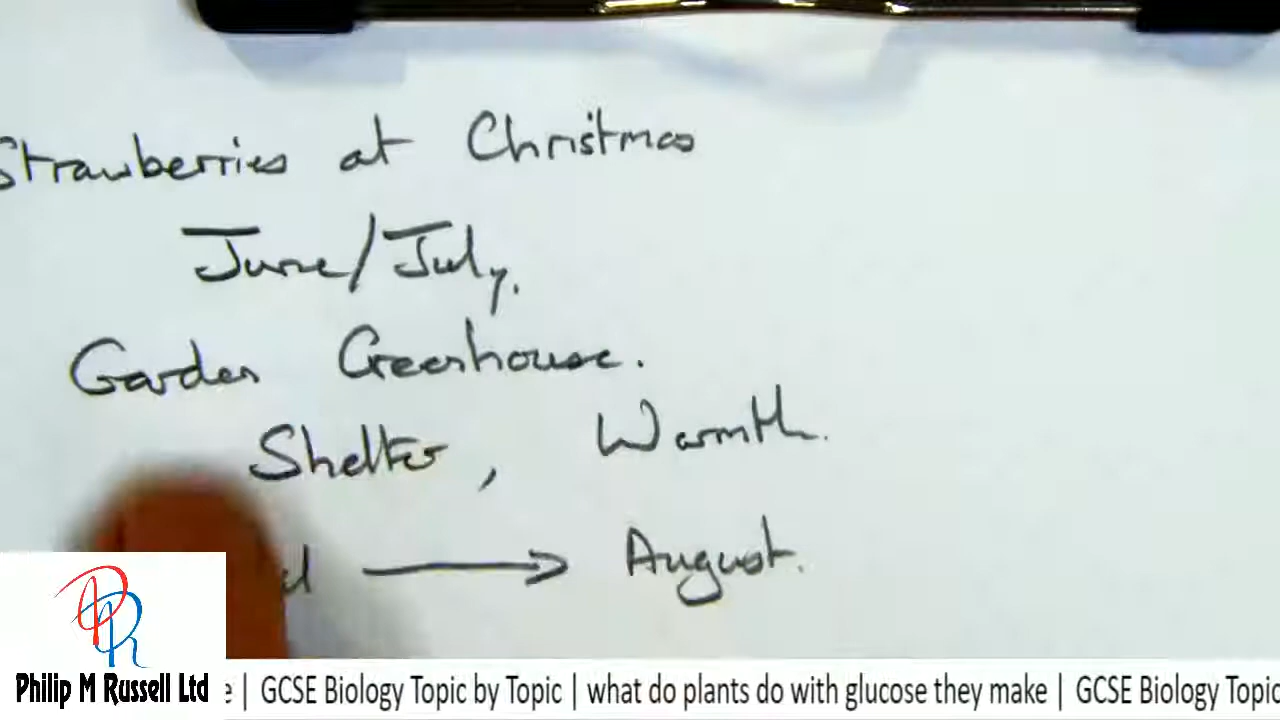 Strawberries at Christmas
June/July.
Garden Greenhouse.
Shelter, Warmth.
→ August.
Philip M Russell Ltd
e | GCSE Biology Topic by Topic | what do plants do with glucose they make | GCSE Biology Topic